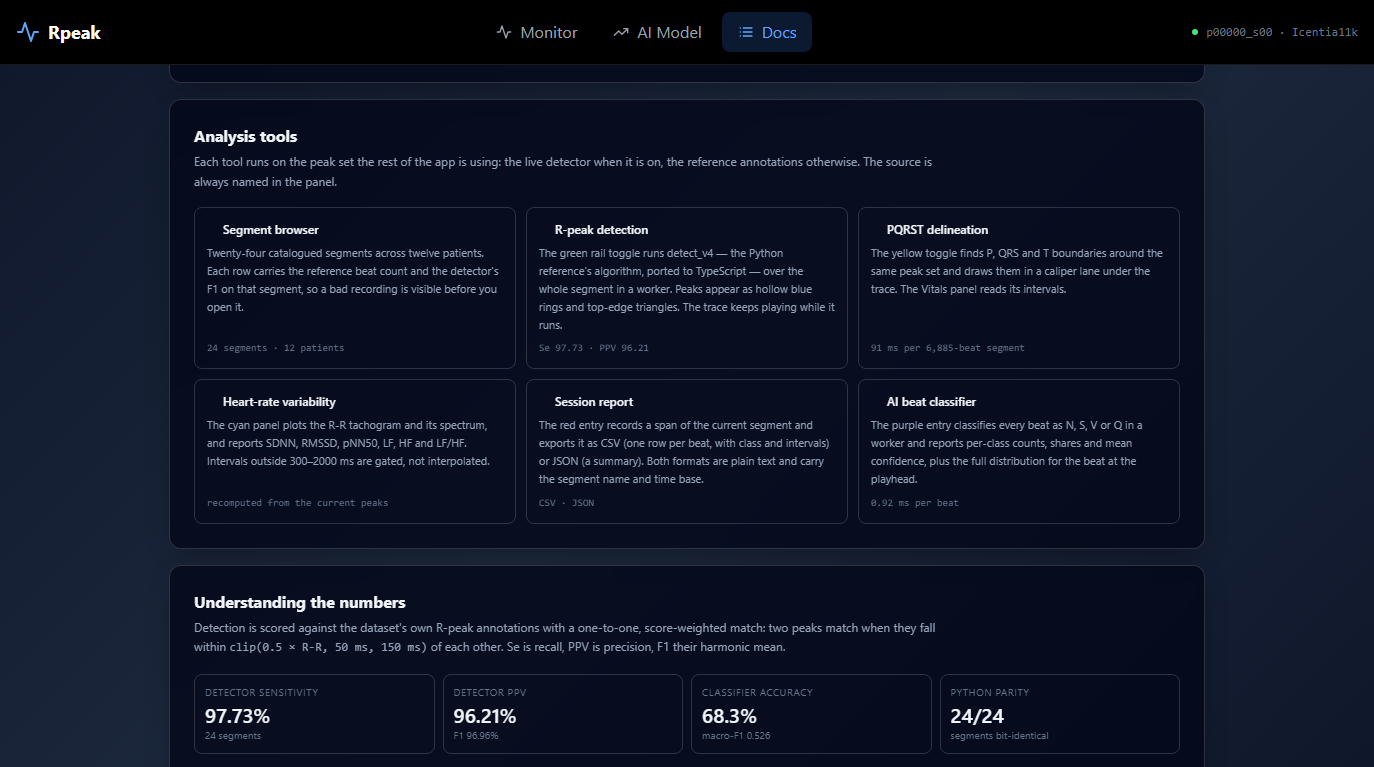 Rpeak
Monitor
AI Model
Docs
p00000_s00 · Icentia11k
Analysis tools
Each tool runs on the peak set the rest of the app is using: the live detector when it is on, the reference annotations otherwise. The source is
always named in the panel.
Segment browser
Twenty-four catalogued segments across twelve patients.
Each row carries the reference beat count and the detector's
F1 on that segment, so a bad recording is visible before you
open it.
24 segments · 12 patients
R-peak detection
The green rail toggle runs detect_v4 — the Python
reference's algorithm, ported to TypeScript — over the
whole segment in a worker. Peaks appear as hollow blue
rings and top-edge triangles. The trace keeps playing while it
runs.
Se 97.73 · PPV 96.21
PQRST delineation
The yellow toggle finds P, QRS and T boundaries around the
same peak set and draws them in a caliper lane under the
trace. The Vitals panel reads its intervals.
91 ms per 6,885-beat segment
Heart-rate variability
The cyan panel plots the R-R tachogram and its spectrum,
and reports SDNN, RMSSD, pNN50, LF, HF and LF/HF.
Intervals outside 300–2000 ms are gated, not interpolated.
recomputed from the current peaks
Session report
The red entry records a span of the current segment and
exports it as CSV (one row per beat, with class and intervals)
or JSON (a summary). Both formats are plain text and carry
the segment name and time base.
CSV · JSON
AI beat classifier
The purple entry classifies every beat as N, S, V or Q in a
worker and reports per-class counts, shares and mean
confidence, plus the full distribution for the beat at the
playhead.
0.92 ms per beat
Understanding the numbers
Detection is scored against the dataset's own R-peak annotations with a one-to-one, score-weighted match: two peaks match when they fall
within clip(0.5 × R-R, 50 ms, 150 ms) of each other. Se is recall, PPV is precision, F1 their harmonic mean.
DETECTOR SENSITIVITY
97.73%
24 segments
DETECTOR PPV
96.21%
F1 96.96%
CLASSIFIER ACCURACY
68.3%
macro-F1 0.526
PYTHON PARITY
24/24
segments bit-identical